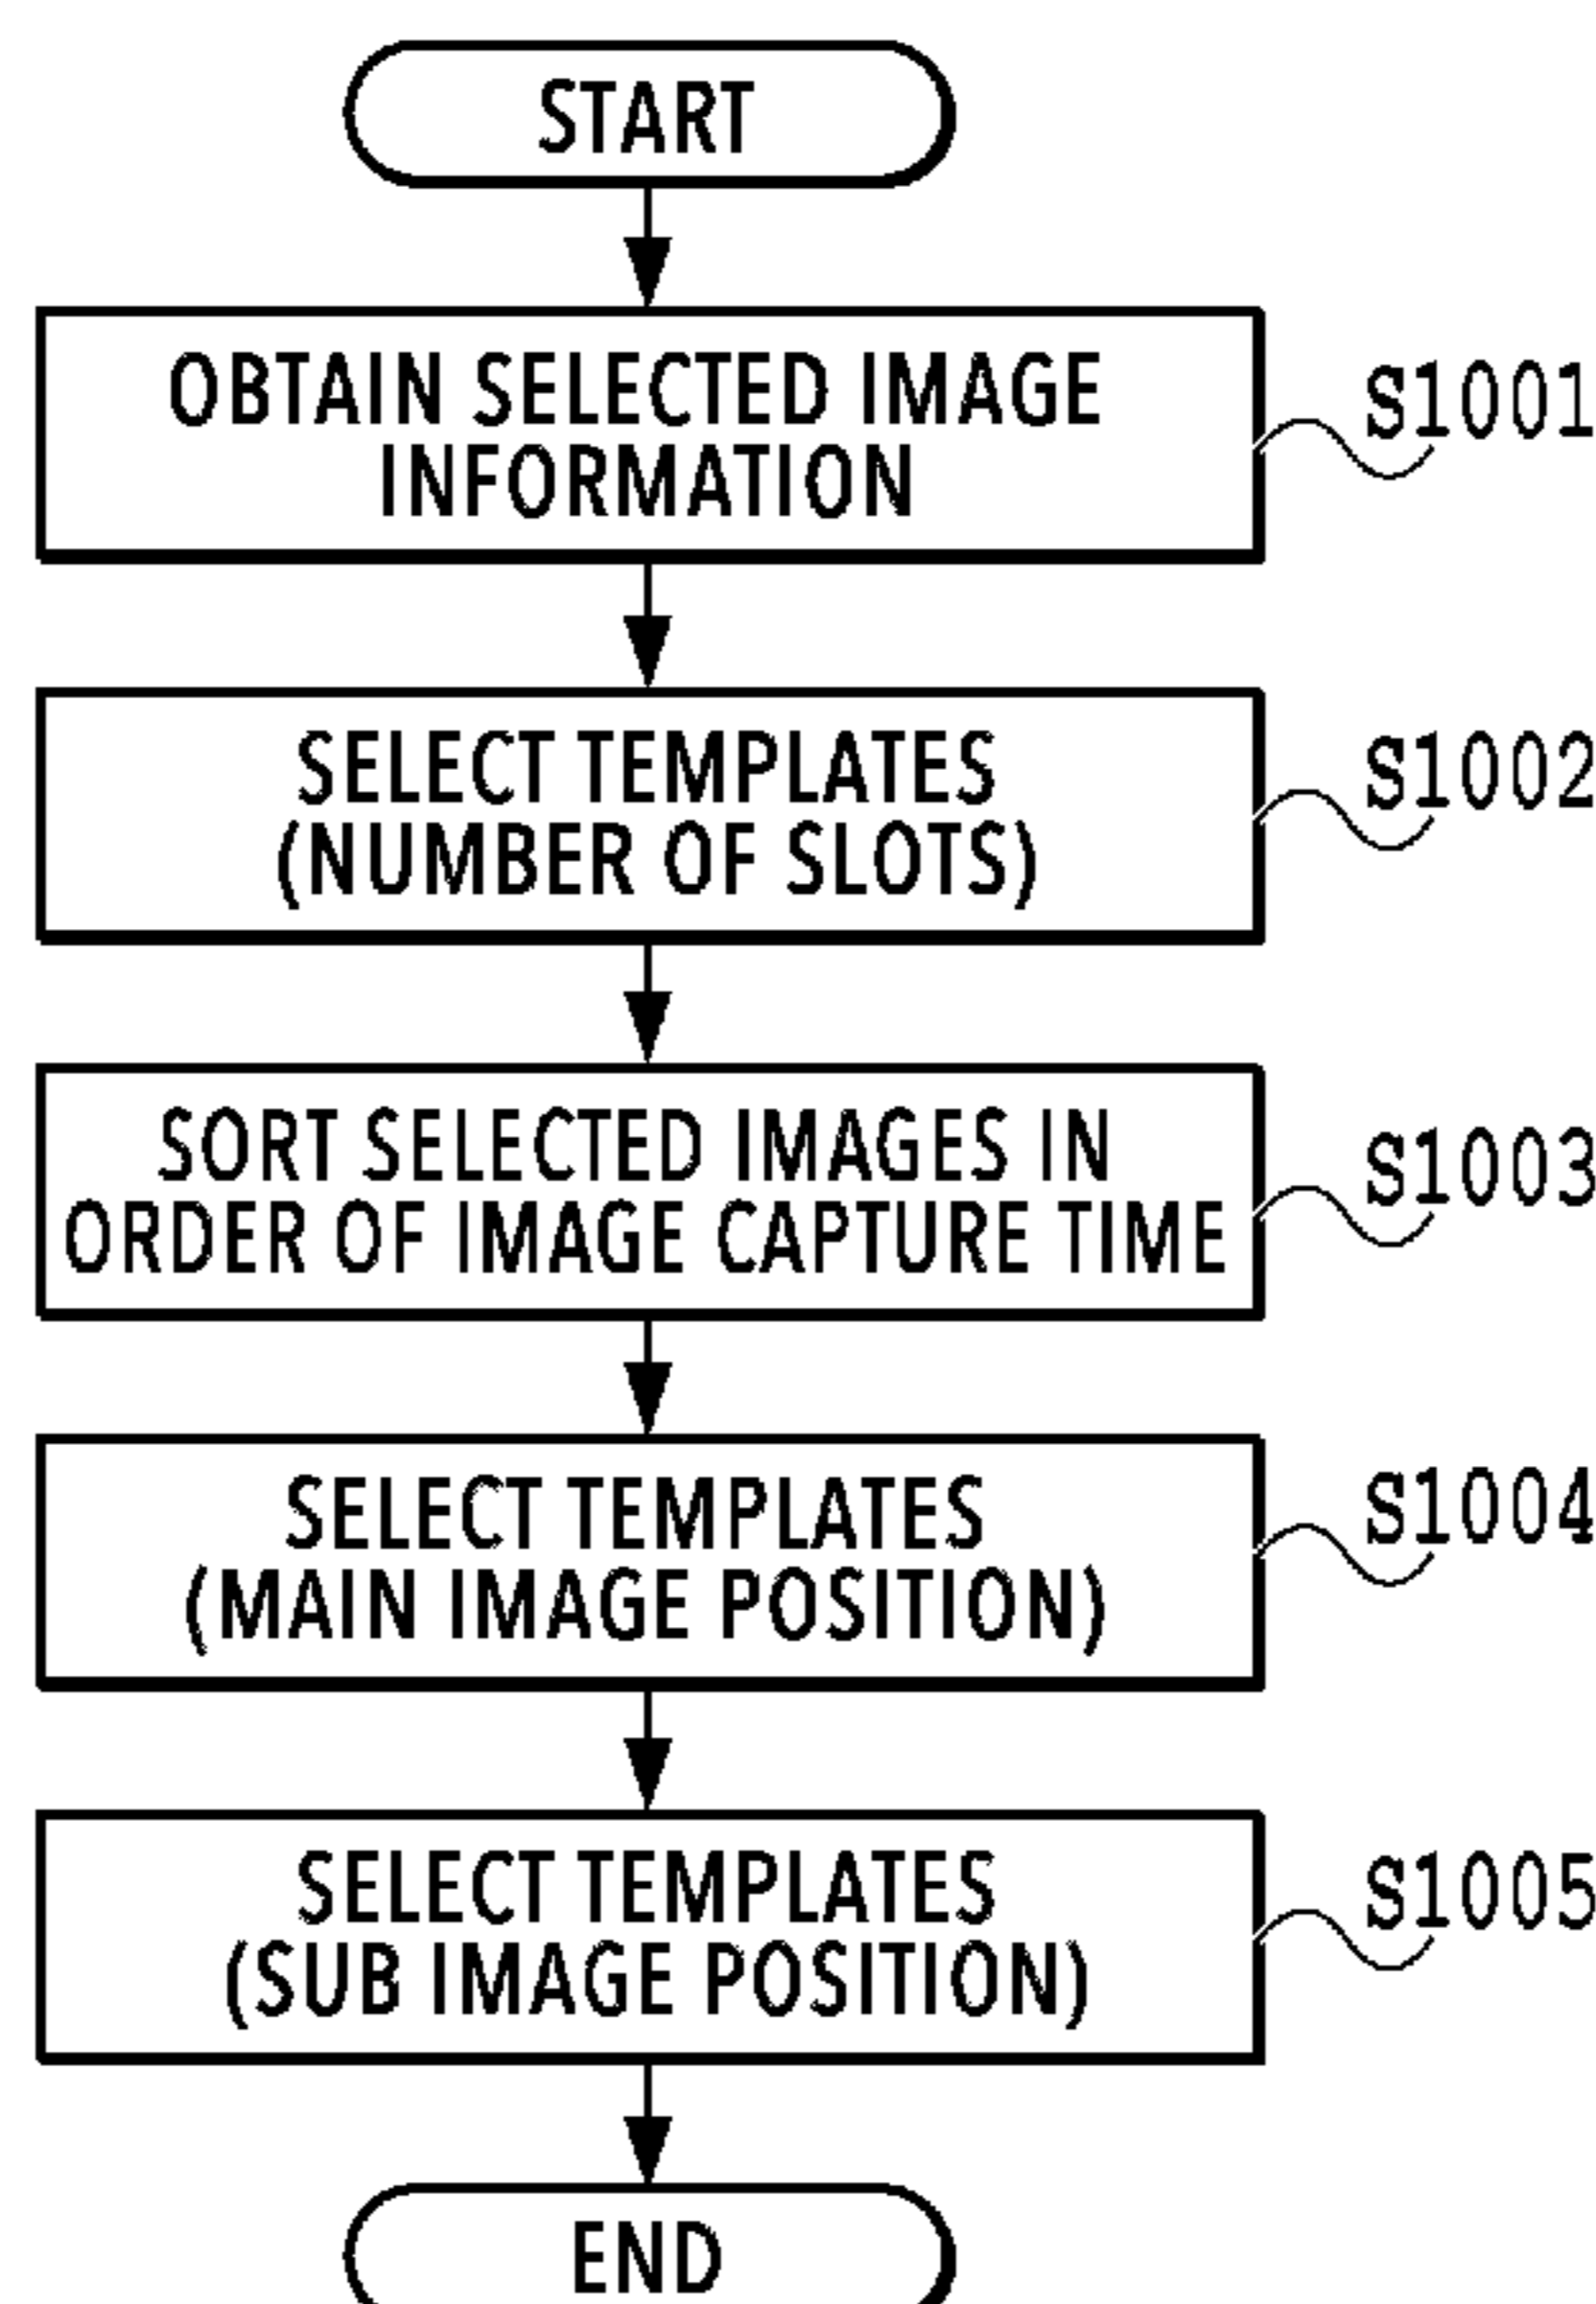 START
OBTAIN SELECTED IMAGE
INFORMATION
S1001
SELECT TEMPLATES
(NUMBER OF SLOTS)
S1002
SORT SELECTED IMAGES IN
ORDER OF IMAGE CAPTURE TIME
S1003
SELECT TEMPLATES
(MAIN IMAGE POSITION)
S1004
SELECT TEMPLATES
(SUB IMAGE POSITION)
S1005
END